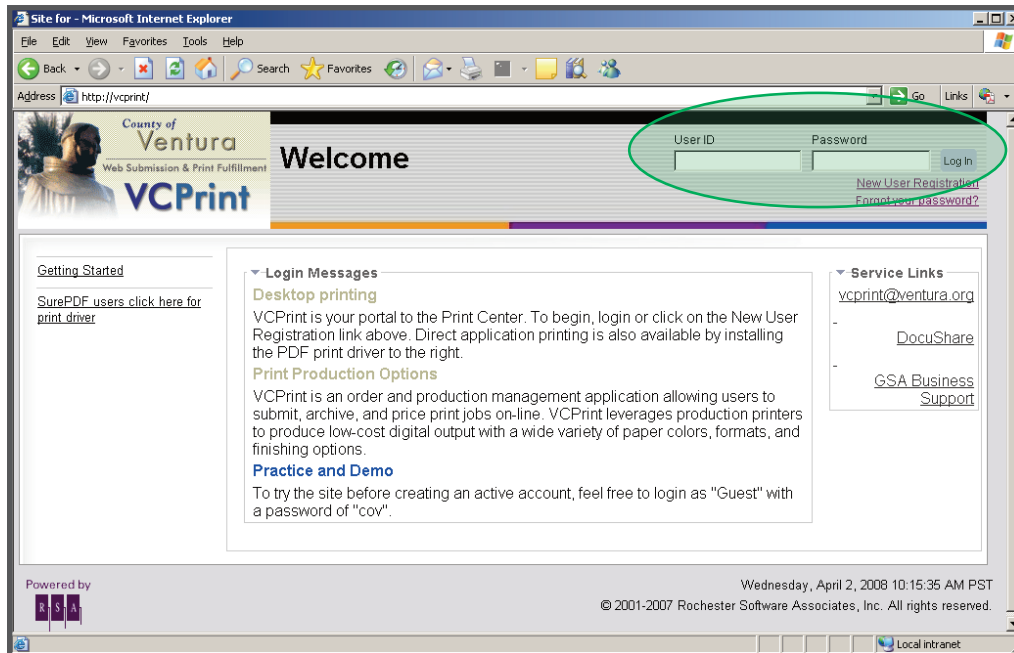 Site for - Microsoft Internet Explorer
File Edit View Favorites Tools Help
Back Search Favorites
Address http://vcprint/ Go Links
County of
Ventura
Web Submission & Print Fulfillment
VCPrint
Welcome
User ID Password
Log In
New User Registration
Forgot your password?
Getting Started
SurePDF users click here for
print driver
Login Messages
Desktop printing
VCPrint is your portal to the Print Center. To begin, login or click on the New User
Registration link above. Direct application printing is also available by installing
the PDF print driver to the right.
Print Production Options
VCPrint is an order and production management application allowing users to
submit, archive, and price print jobs on-line. VCPrint leverages production printers
to produce low-cost digital output with a wide variety of paper colors, formats, and
finishing options.
Practice and Demo
To try the site before creating an active account, feel free to login as "Guest" with
a password of "cov".
Service Links
vcprint@ventura.org
-
DocuShare
-
GSA Business
Support
Powered by
R S A
Wednesday, April 2, 2008 10:15:35 AM PST
© 2001-2007 Rochester Software Associates, Inc. All rights reserved.
Local intranet